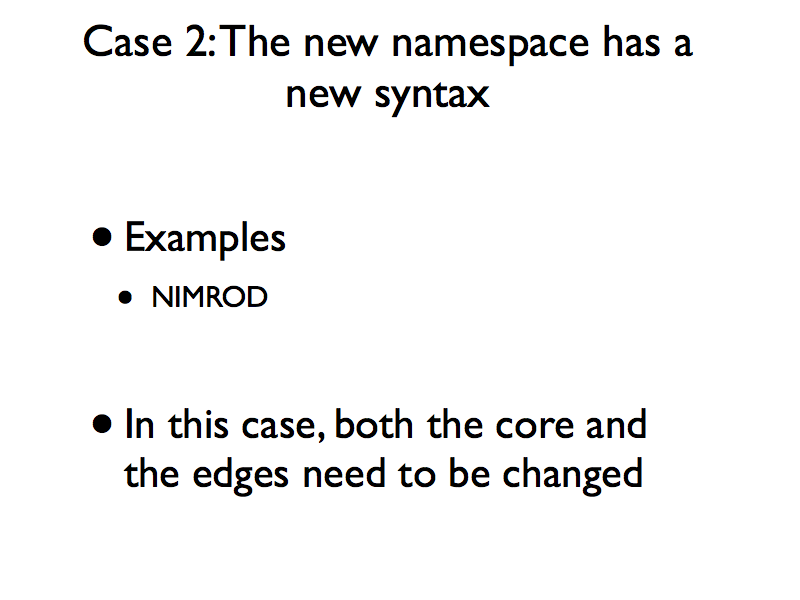 Case 2: The new namespace has a
new syntax
• Examples
• NIMROD
• In this case, both the core and
the edges need to be changed